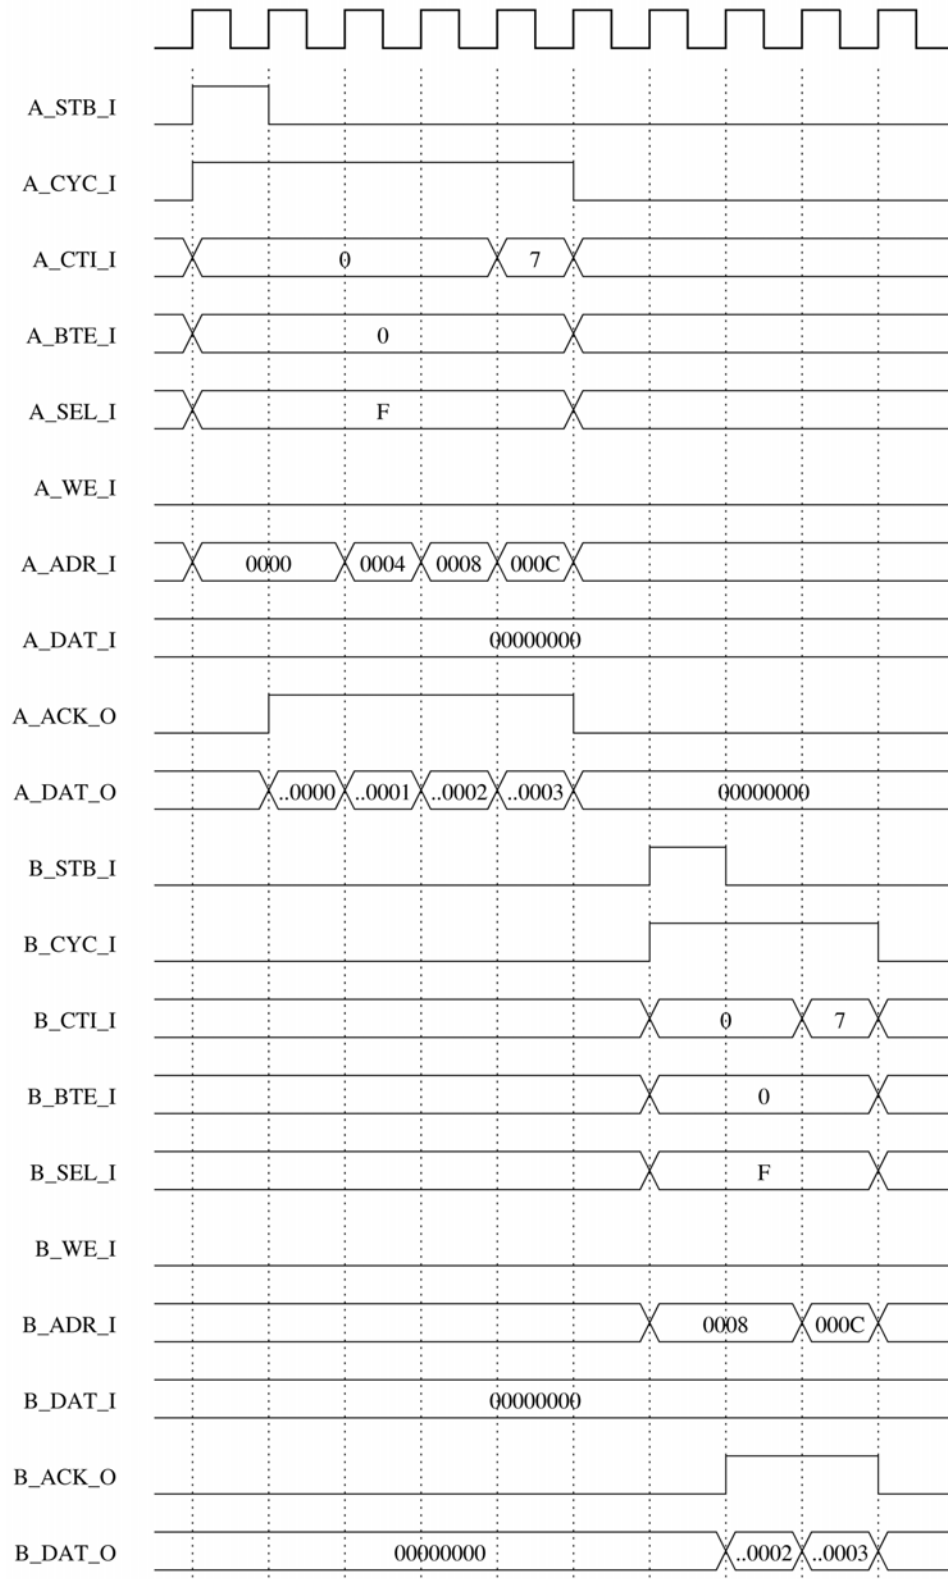 A_STB_I
A_CYC_I
A_CTI_I 0 7
A_BTE_I 0
A_SEL_I F
A_WE_I
A_ADR_I 0000 0004 0008 000C
A_DAT_I 00000000
A_ACK_O
A_DAT_O ..0000 ..0001 ..0002 ..0003 00000000
B_STB_I
B_CYC_I
B_CTI_I 0 7
B_BTE_I 0
B_SEL_I F
B_WE_I
B_ADR_I 0008 000C
B_DAT_I 00000000
B_ACK_O
B_DAT_O 00000000 ..0002 ..0003